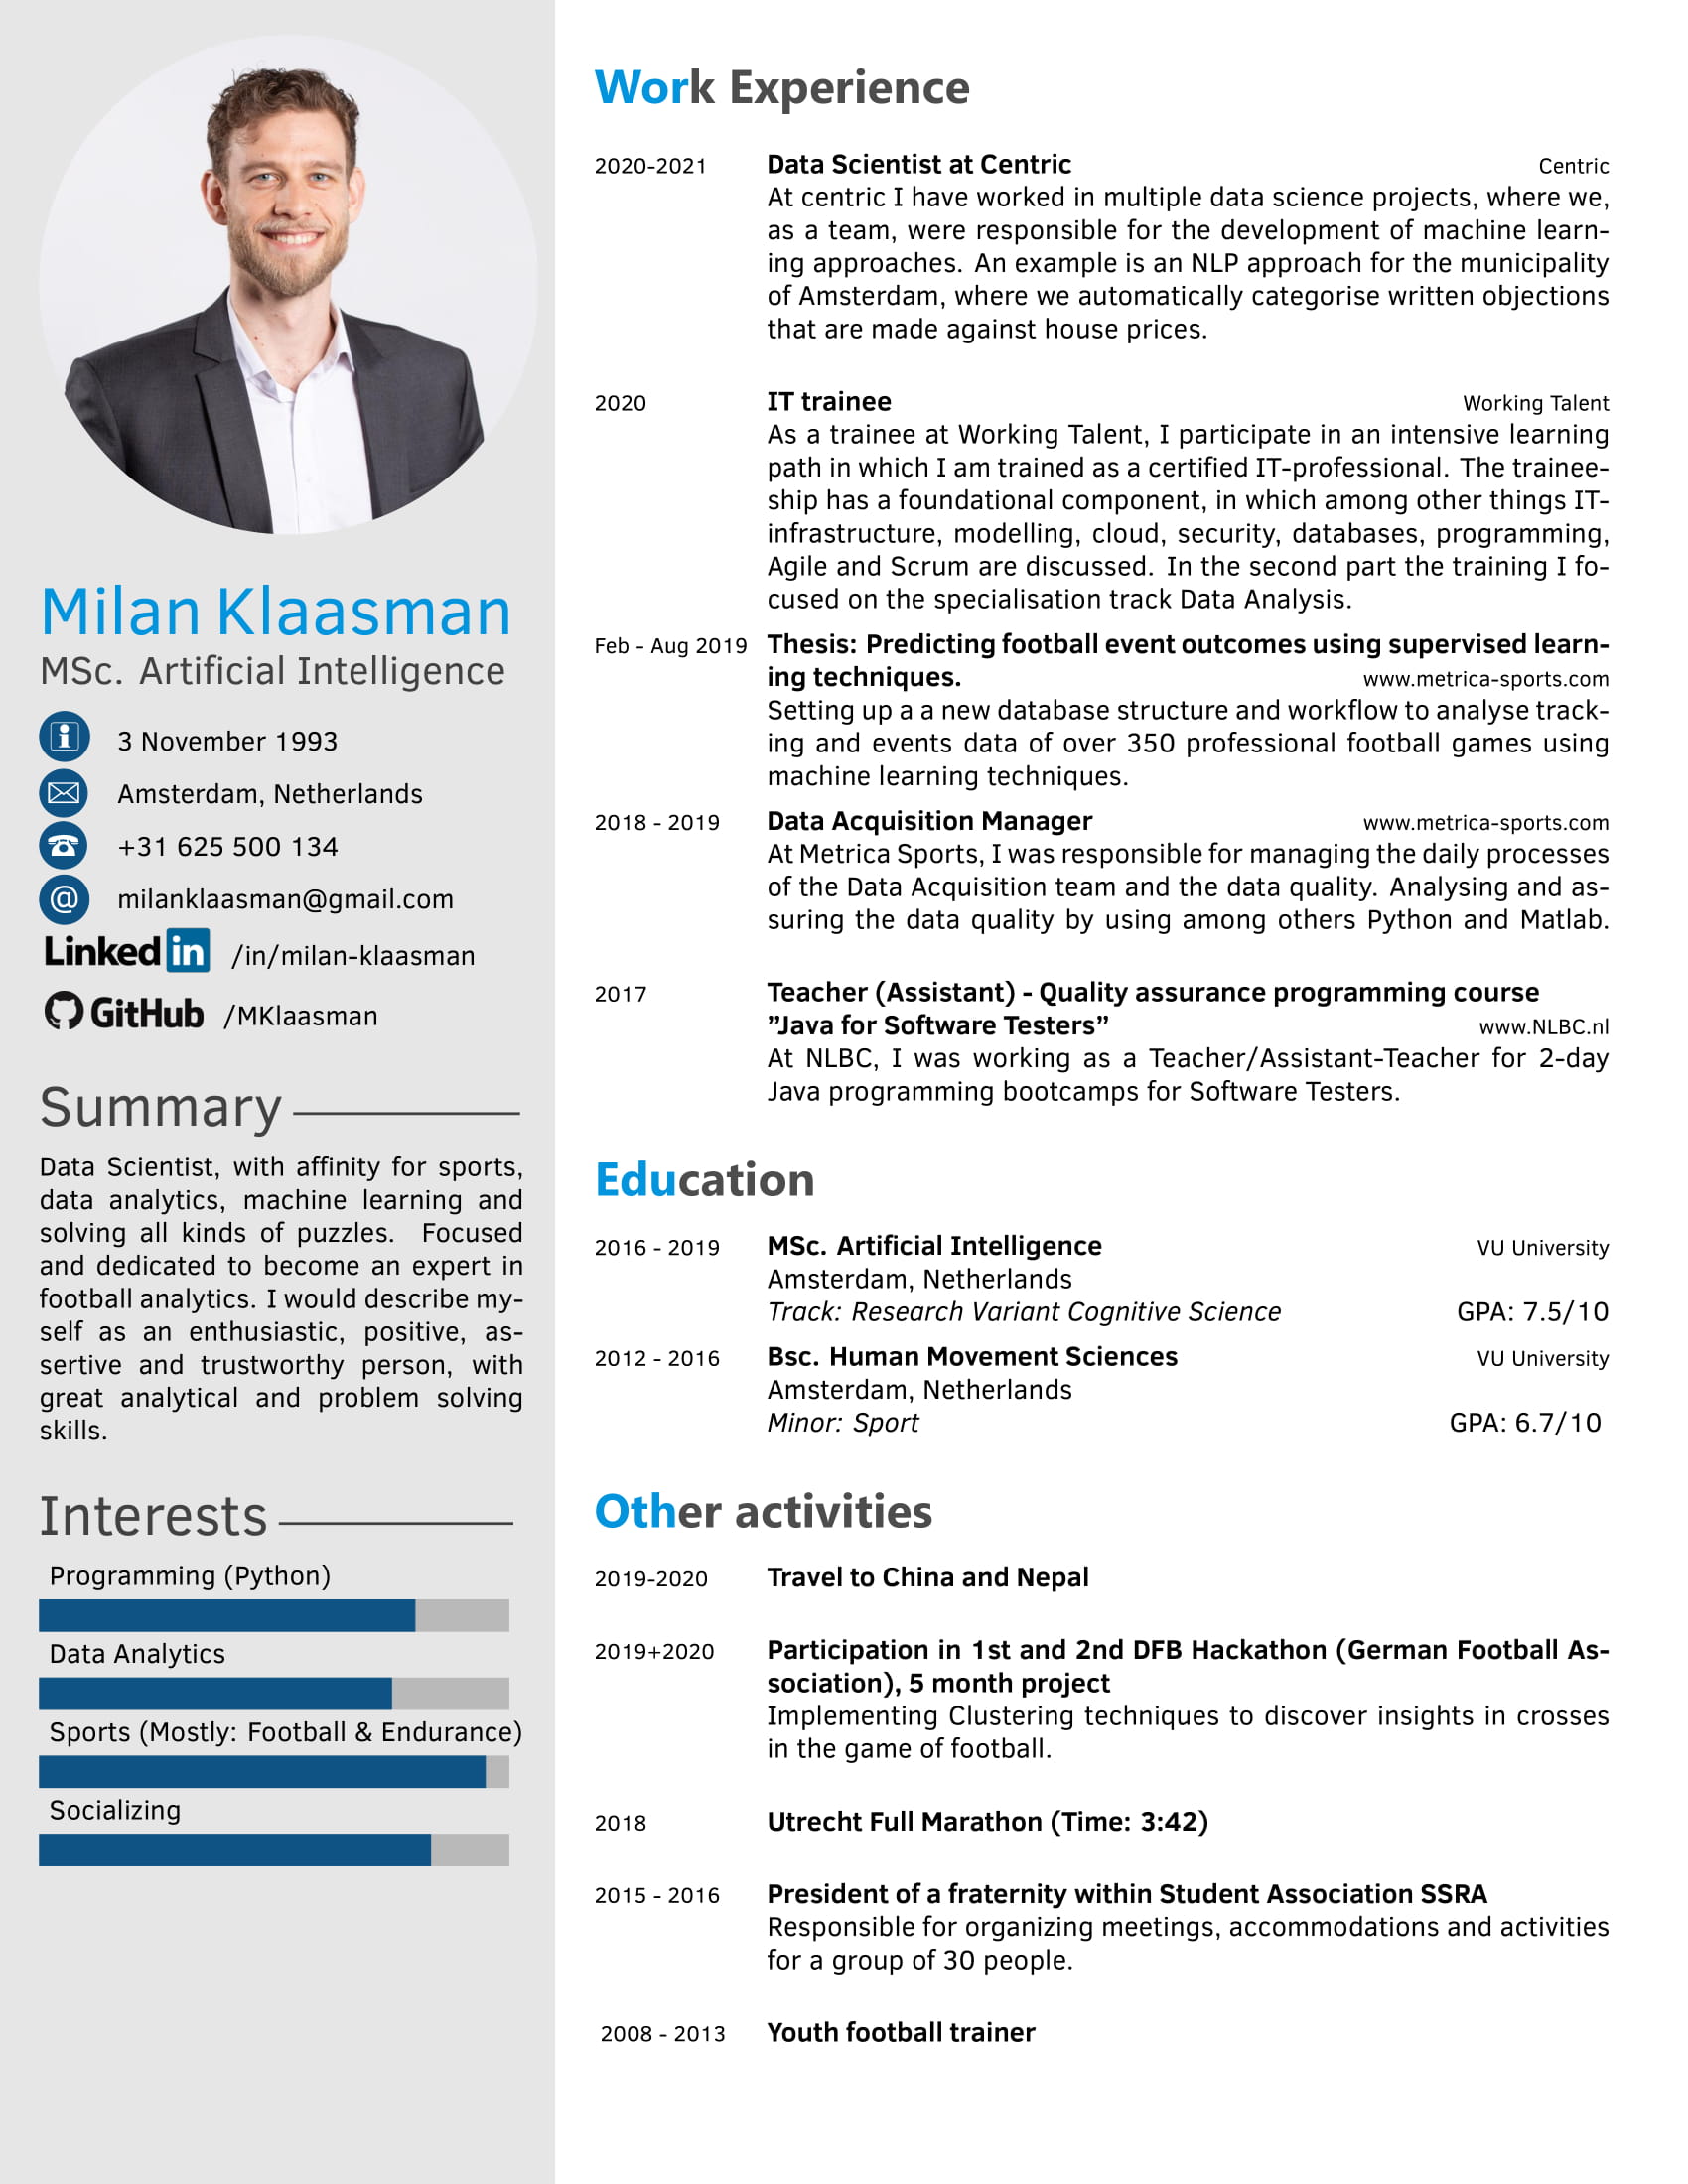 Milan Klaasman
MSc. Artificial Intelligence
3 November 1993
Amsterdam, Netherlands
+31 625 500 134
@ milanklaasman@gmail.com
Linked in /in/milan-klaasman
GitHub /MKlaasman
Summary
Data Scientist, with affinity for sports,
data analytics, machine learning and
solving all kinds of puzzles. Focused
and dedicated to become an expert in
football analytics. I would describe my-
self as an enthusiastic, positive, as-
sertive and trustworthy person, with
great analytical and problem solving
skills.
Interests
Programming (Python)
Data Analytics
Sports (Mostly: Football & Endurance)
Socializing
Work Experience
2020-2021 Data Scientist at Centric Centric
At centric I have worked in multiple data science projects, where we,
as a team, were responsible for the development of machine learn-
ing approaches. An example is an NLP approach for the municipality
of Amsterdam, where we automatically categorise written objections
that are made against house prices.
2020 IT trainee Working Talent
As a trainee at Working Talent, I participate in an intensive learning
path in which I am trained as a certified IT-professional. The trainee-
ship has a foundational component, in which among other things IT-
infrastructure, modelling, cloud, security, databases, programming,
Agile and Scrum are discussed. In the second part the training I fo-
cused on the specialisation track Data Analysis.
Feb - Aug 2019 Thesis: Predicting football event outcomes using supervised learn-
ing techniques. www.metrica-sports.com
Setting up a a new database structure and workflow to analyse track-
ing and events data of over 350 professional football games using
machine learning techniques.
2018 - 2019 Data Acquisition Manager www.metrica-sports.com
At Metrica Sports, I was responsible for managing the daily processes
of the Data Acquisition team and the data quality. Analysing and as-
suring the data quality by using among others Python and Matlab.
2017 Teacher (Assistant) - Quality assurance programming course
”Java for Software Testers” www.NLBC.nl
At NLBC, I was working as a Teacher/Assistant-Teacher for 2-day
Java programming bootcamps for Software Testers.
Education
2016 - 2019 MSc. Artificial Intelligence VU University
Amsterdam, Netherlands
Track: Research Variant Cognitive Science GPA: 7.5/10
2012 - 2016 Bsc. Human Movement Sciences VU University
Amsterdam, Netherlands
Minor: Sport GPA: 6.7/10
Other activities
2019-2020 Travel to China and Nepal
2019+2020 Participation in 1st and 2nd DFB Hackathon (German Football As-
sociation), 5 month project
Implementing Clustering techniques to discover insights in crosses
in the game of football.
2018 Utrecht Full Marathon (Time: 3:42)
2015 - 2016 President of a fraternity within Student Association SSRA
Responsible for organizing meetings, accommodations and activities
for a group of 30 people.
2008 - 2013 Youth football trainer